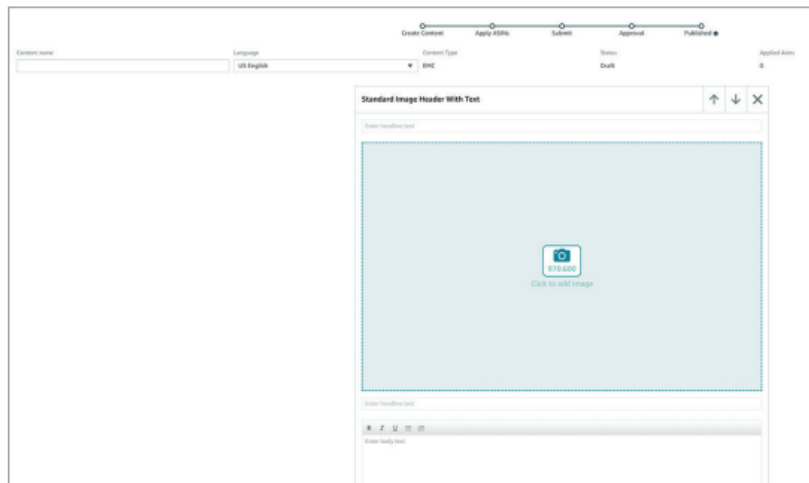 Create Content Apply ASINs Submit Approval Published
Content name Language Content Type Status Applied Asins
US English EMC Draft 0
Standard Image Header With Text
Enter headline text
970:600
Click to add image
Enter headline text
B I U
Enter body text